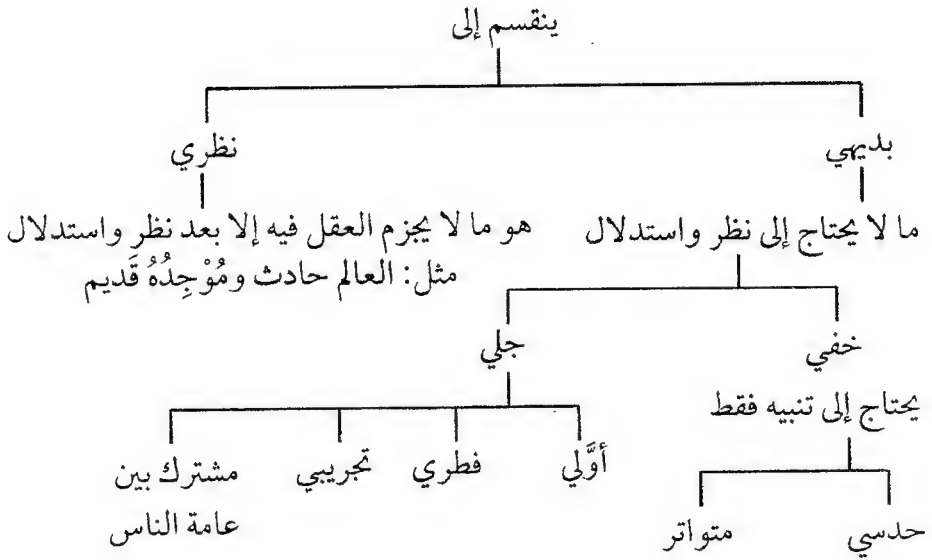 ينقسم إلى
بديهي نظري
ما لا يحتاج إلى نظر واستدلال هو ما لا يجزم العقل فيه إلا بعد نظر واستدلال
مثل: العالم حادث ومُوْجِدُهُ قَديم
خفي جلي
يحتاج إلى تنبيه فقط
أوَّلي فطري تجريبي مشترك بين
عامة الناس
حدسي متواتر